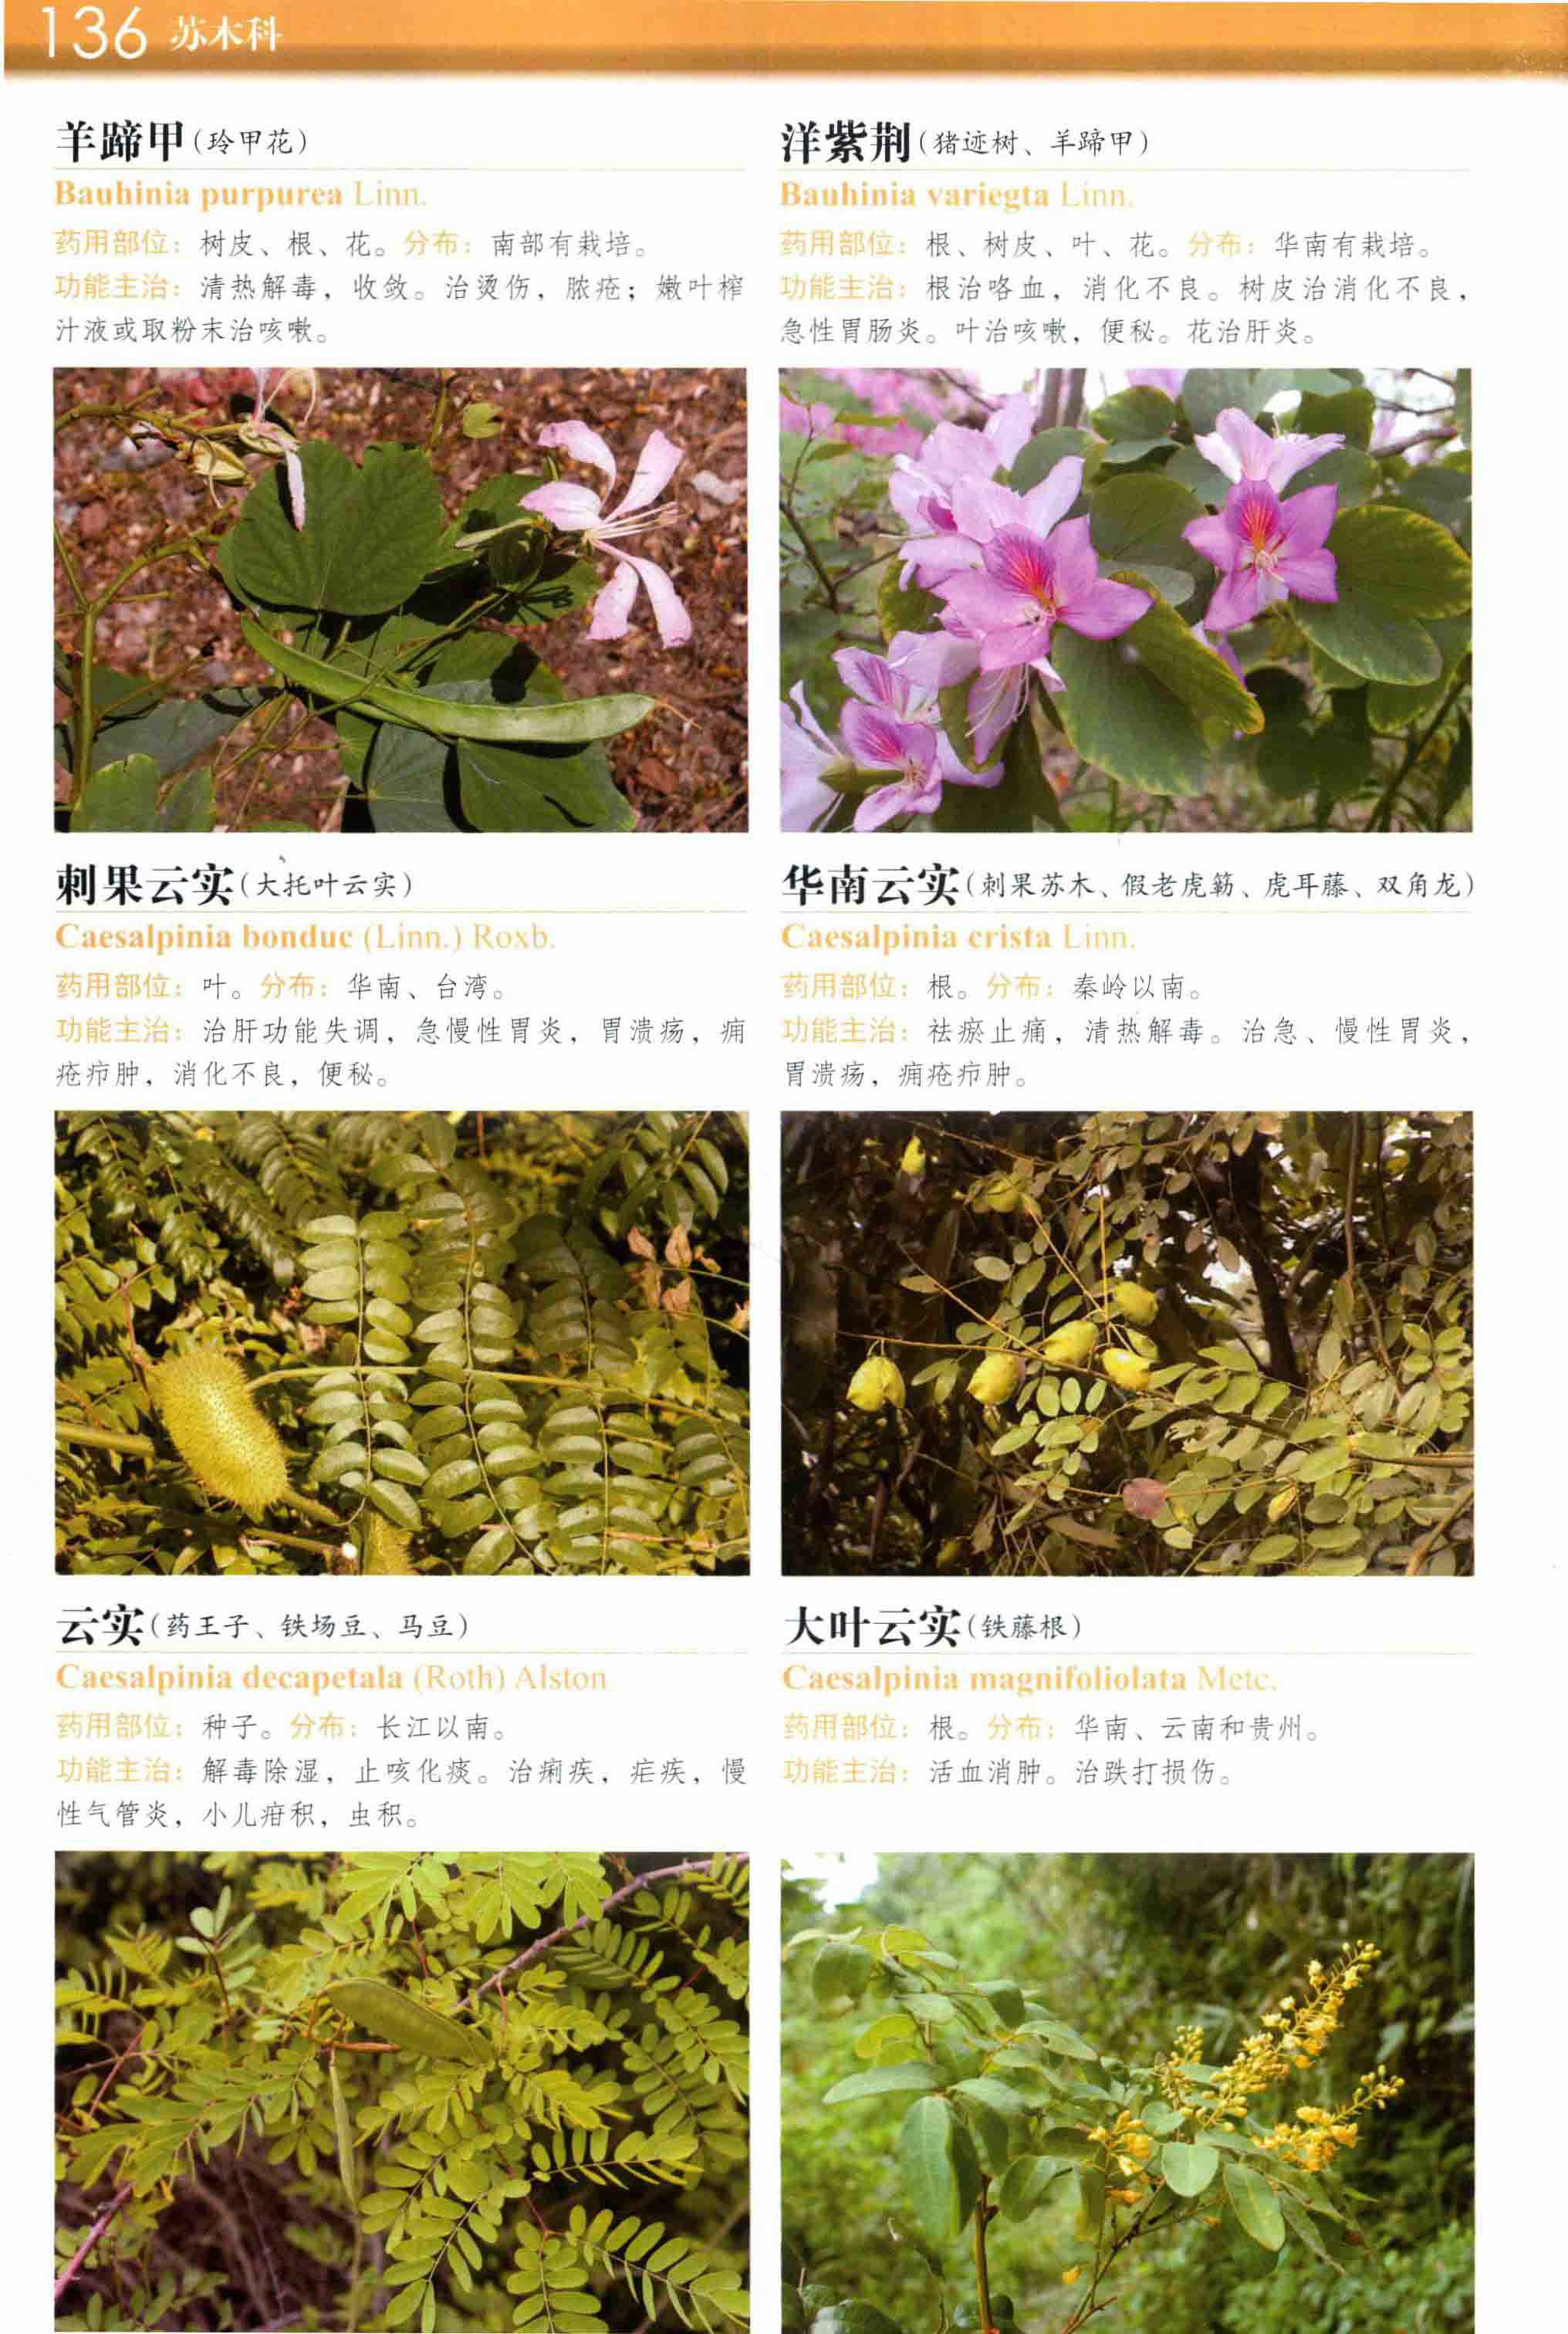 136 苏木科
羊蹄甲(玲甲花)
Bauhinia purpurea Linn.
药用部位：树皮、根、花。分布：南部有栽培。
功能主治：清热解毒，收敛。治烫伤，脓疮；嫩叶榨
汁液或取粉末治咳嗽。
洋紫荆(猪迹树、羊蹄甲)
Bauhinia variegta Linn.
药用部位：根、树皮、叶、花。分布：华南有栽培。
功能主治：根治咯血，消化不良。树皮治消化不良，
急性胃肠炎。叶治咳嗽，便秘。花治肝炎。
刺果云实(大托叶云实)
Caesalpinia bonduc (Linn.) Roxb.
药用部位：叶。分布：华南、台湾。
功能主治：治肝功能失调，急慢性胃炎，胃溃疡，痈
疮疖肿，消化不良，便秘。
华南云实(刺果苏木、假老虎簕、虎耳藤、双角龙)
Caesalpinia crista Linn.
药用部位：根。分布：秦岭以南。
功能主治：祛瘀止痛，清热解毒。治急、慢性胃炎，
胃溃疡，痈疮疖肿。
云实(药王子、铁场豆、马豆)
Caesalpinia decapetala (Roth) Alston
药用部位：种子。分布：长江以南。
功能主治：解毒除湿，止咳化痰。治痢疾，疟疾，慢
性气管炎，小儿疳积，虫积。
大叶云实(铁藤根)
Caesalpinia magnifoliolata Metc.
药用部位：根。分布：华南、云南和贵州。
功能主治：活血消肿。治跌打损伤。